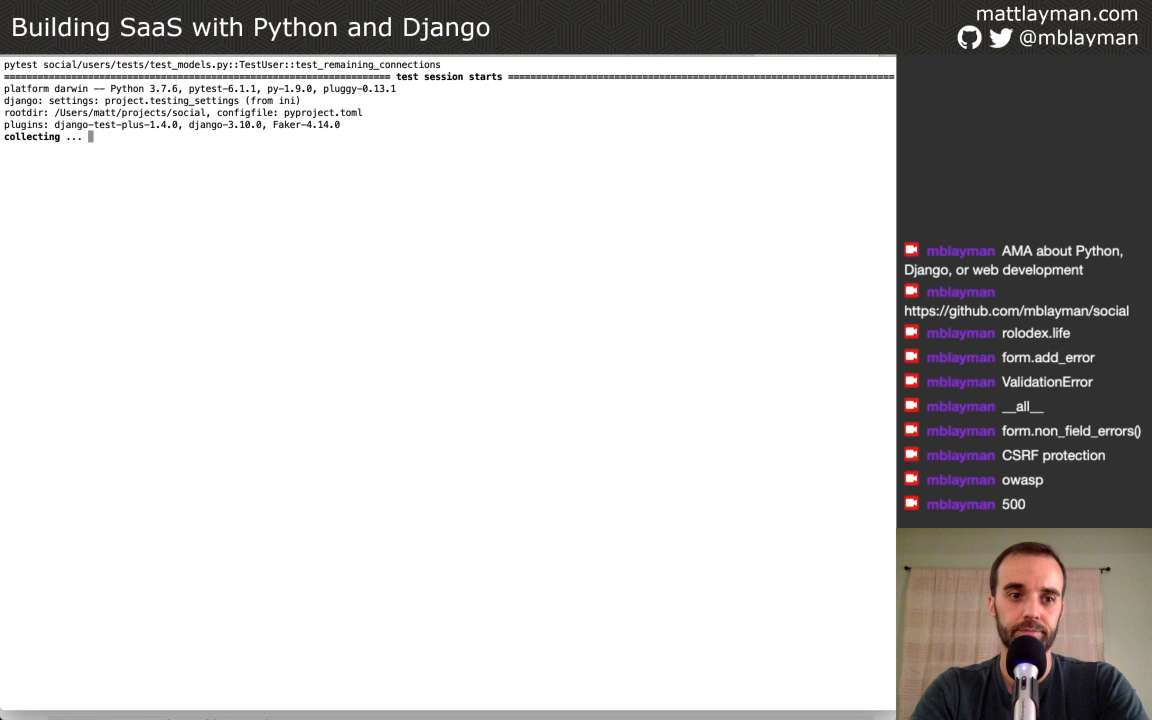 Building SaaS with Python and Django
mattlayman.com
@mblayman
pytest social/users/tests/test_models.py::TestUser::test_remaining_connections
============================ test session starts ============================
platform darwin -- Python 3.7.6, pytest-6.1.1, py-1.9.0, pluggy-0.13.1
django: settings: project.testing_settings (from ini)
rootdir: /Users/matt/projects/social, configfile: pyproject.toml
plugins: django-test-plus-1.4.0, django-3.10.0, Faker-4.14.0
collecting ...
mblayman AMA about Python,
Django, or web development
mblayman
https://github.com/mblayman/social
mblayman rolodex.life
mblayman form.add_error
mblayman ValidationError
mblayman __all__
mblayman form.non_field_errors()
mblayman CSRF protection
mblayman owasp
mblayman 500